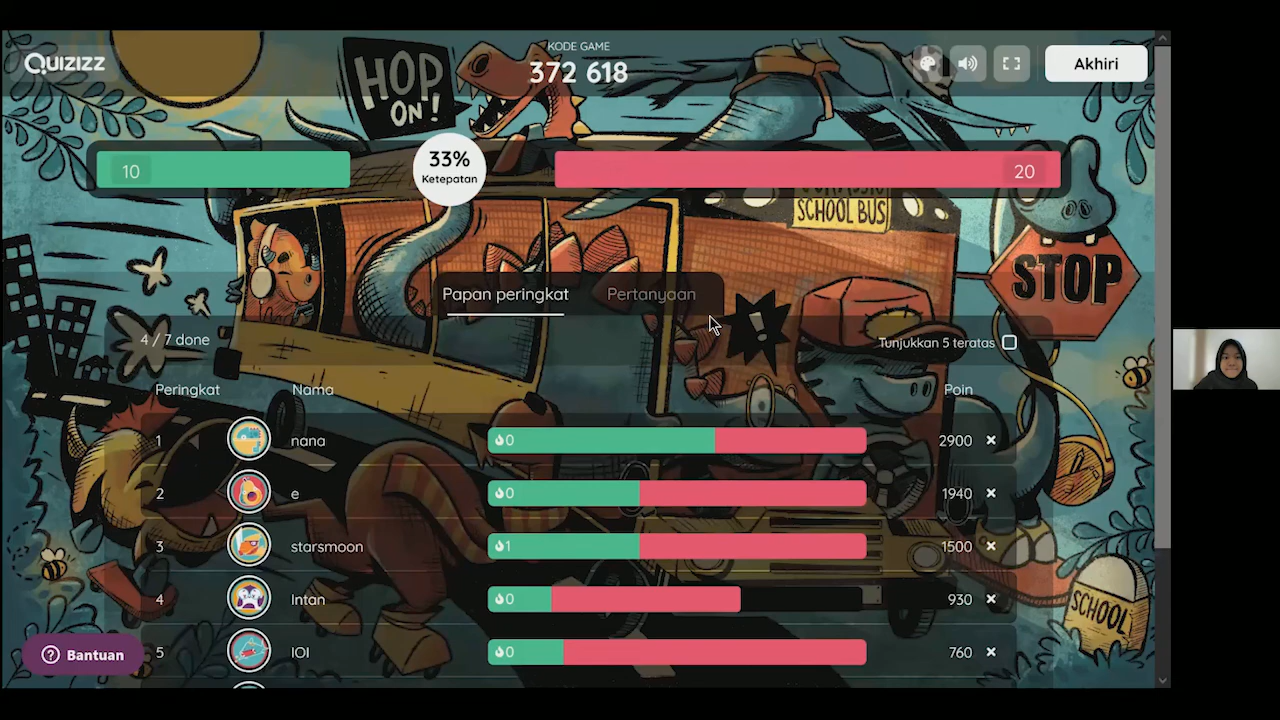 QUIZIZZ
KODE GAME
372 618
Akhiri
HOP
ON!
10
33%
Ketepatan
20
SCHOOL BUS
STOP
Papan peringkat
Pertanyaan
!
4 / 7 done
Tunjukkan 5 teratas
Peringkat
Nama
Poin
1
nana
0
2900
2
e
0
1940
3
starsmoon
1
1500
4
Intan
0
930
SCHOOL
Bantuan
5
IOI
0
760